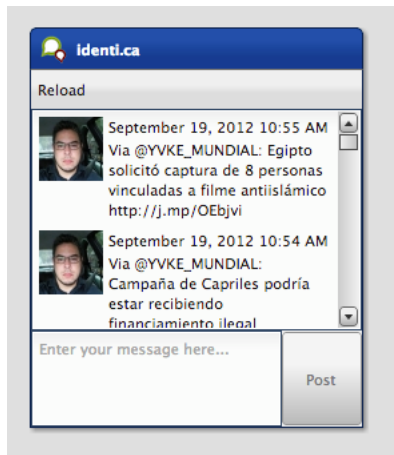 identi.ca
Reload
September 19, 2012 10:55 AM
Via @YVKE_MUNDIAL: Egipto
solicitó captura de 8 personas
vinculadas a filme antiislámico
http://j.mp/OEbjvi
September 19, 2012 10:54 AM
Via @YVKE_MUNDIAL:
Campaña de Capriles podría
estar recibiendo
financiamiento ilegal
Enter your message here...
Post